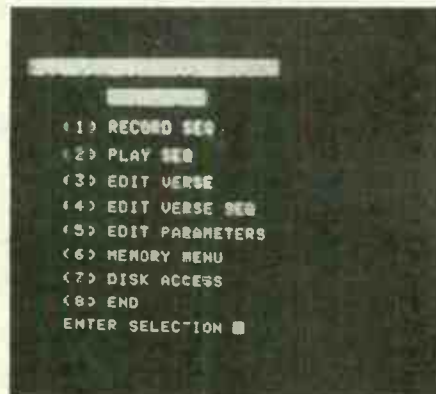 (1) RECORD SEQ
(2) PLAY SEQ
(3) EDIT VERSE
(4) EDIT VERSE SEQ
(5) EDIT PARAMETERS
(6) MEMORY MENU
(7) DISK ACCESS
(8) END
ENTER SELECTION